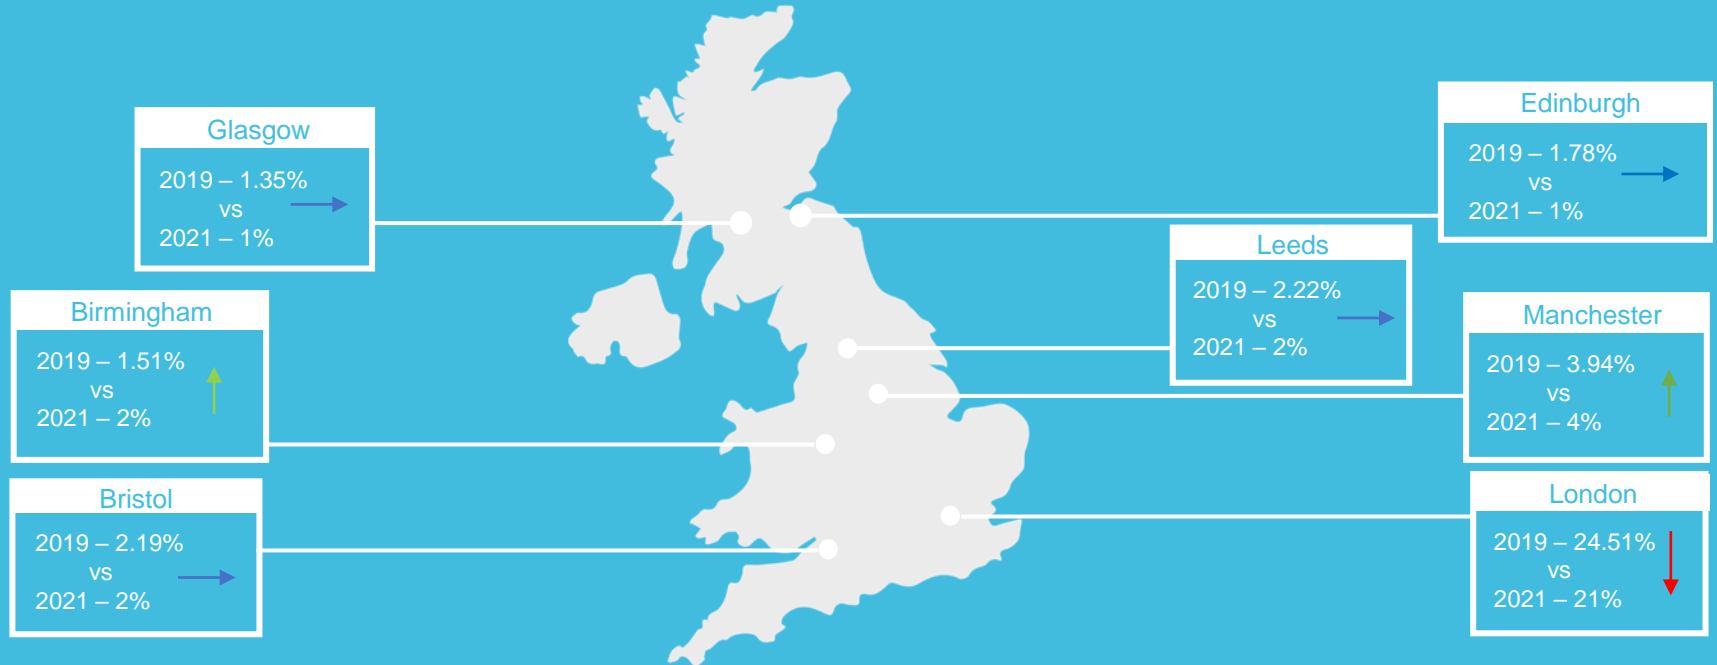 Glasgow
2019 – 1.35%
vs
2021 – 1%
Edinburgh
2019 – 1.78%
vs
2021 – 1%
Leeds
2019 – 2.22%
vs
2021 – 2%
Birmingham
2019 – 1.51%
vs
2021 – 2%
Manchester
2019 – 3.94%
vs
2021 – 4%
Bristol
2019 – 2.19%
vs
2021 – 2%
London
2019 – 24.51%
vs
2021 – 21%